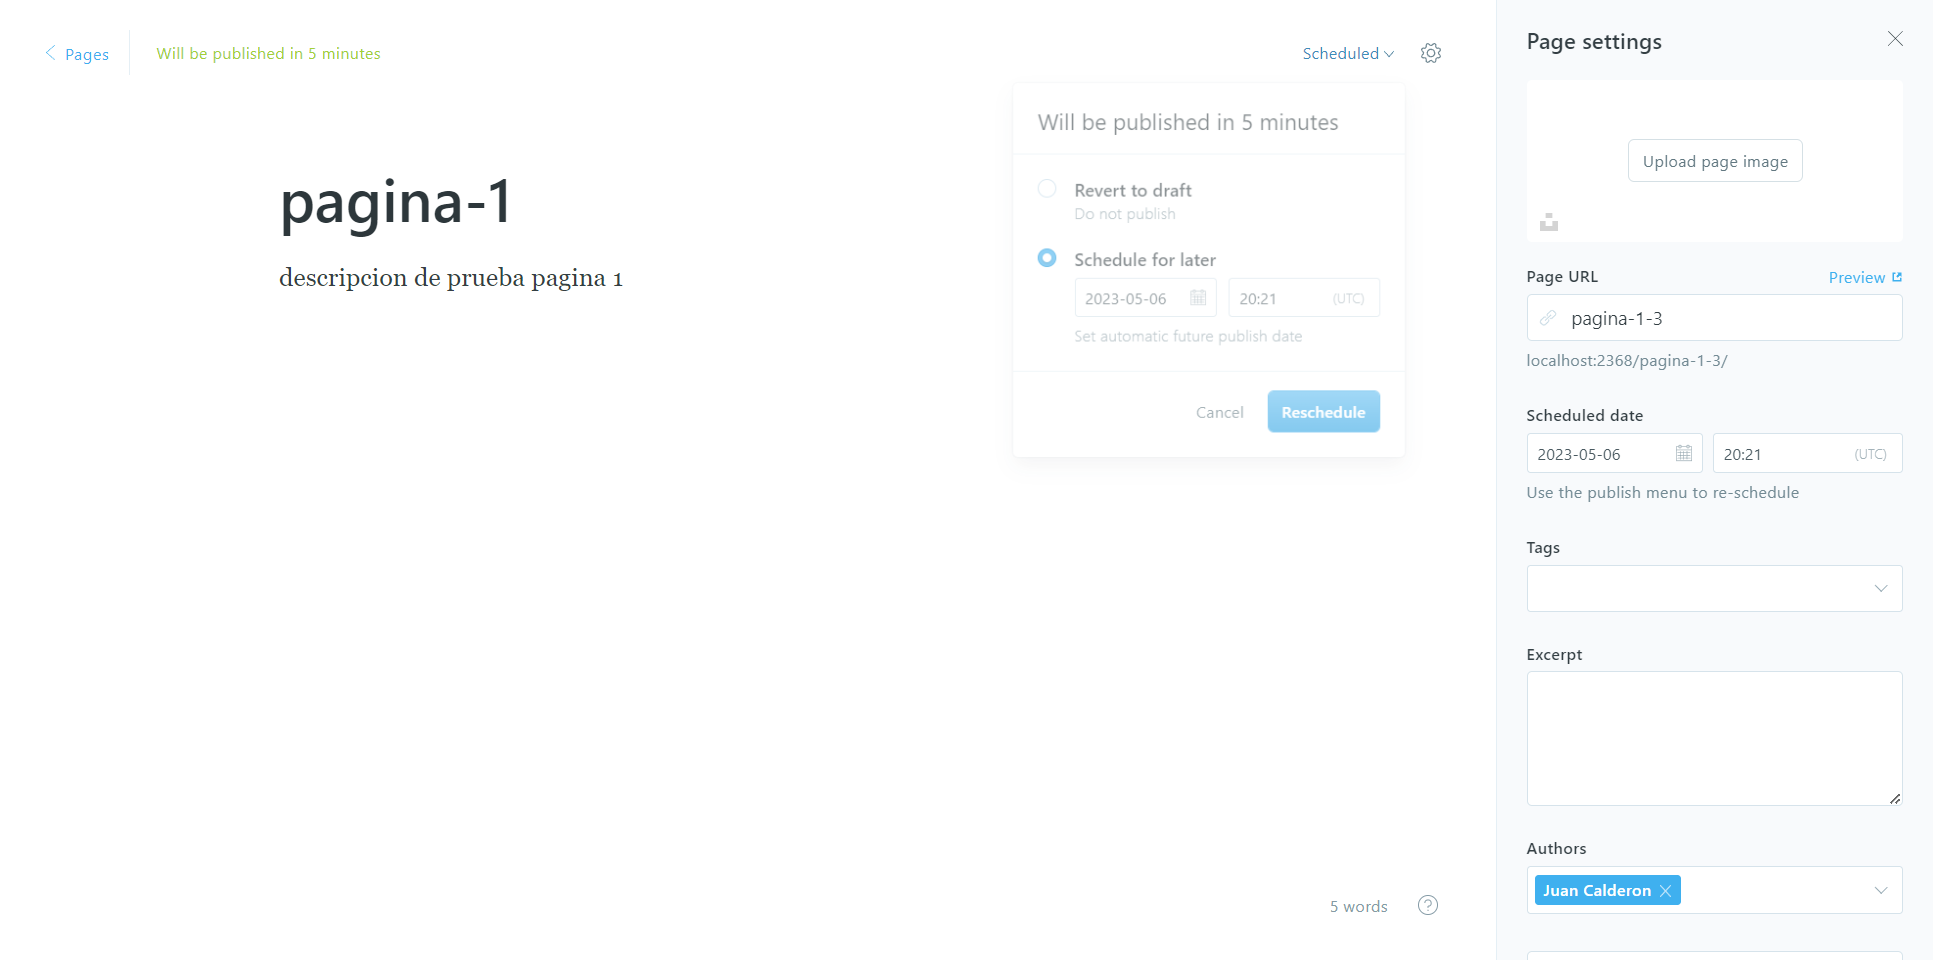 Pages
Will be published in 5 minutes
Scheduled
Will be published in 5 minutes
Revert to draft
Do not publish
Schedule for later
2023-05-06
20:21 (UTC)
Set automatic future publish date
Cancel
Reschedule
pagina-1
descripcion de prueba pagina 1
5 words
Page settings
Upload page image
Page URL
Preview
pagina-1-3
localhost:2368/pagina-1-3/
Scheduled date
2023-05-06
20:21 (UTC)
Use the publish menu to re-schedule
Tags
Excerpt
Authors
Juan Calderon